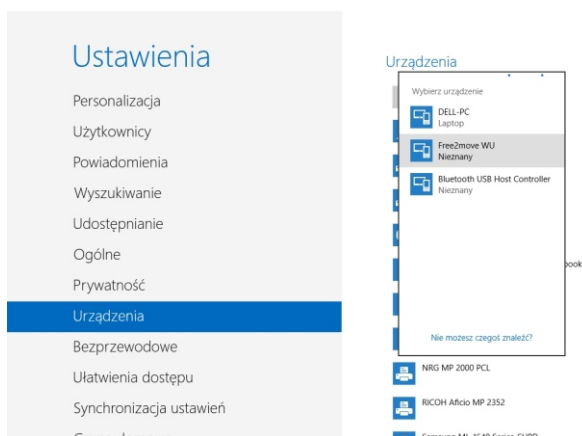 Ustawienia
Personalizacja
Użytkownicy
Powiadomienia
Wyszukiwanie
Udostępnianie
Ogólne
Prywatność
Urządzenia
Bezprzewodowe
Ułatwienia dostępu
Synchronizacja ustawień
Urządzenia
Wybierz urządzenie
DELL-PC
Laptop
Free2move WU
Nieznany
Bluetooth USB Host Controller
Nieznany
book
Nie możesz czegoś znaleźć?
NRG MP 2000 PCL
RICOH Aficio MP 2352